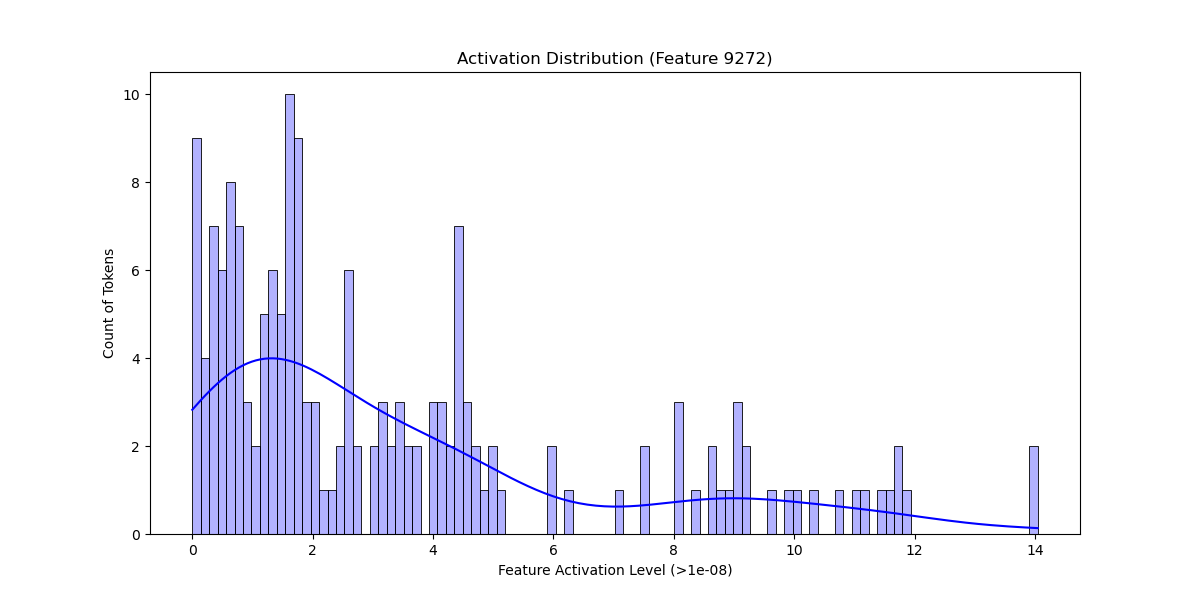 Activation Distribution (Feature 9272)
10
8
6
4
2
0
Count of Tokens
0 2 4 6 8 10 12 14
Feature Activation Level (>1e-08)